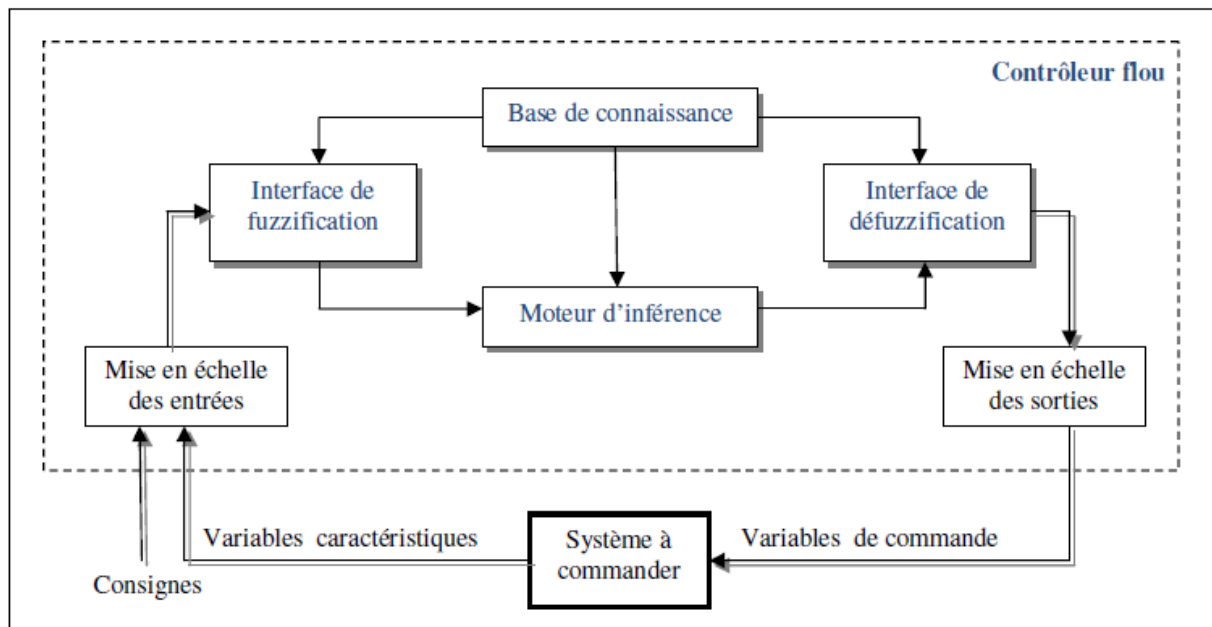 Contrôleur flou
Base de connaissance
Interface de
fuzzification
Interface de
défuzzification
Moteur d'inférence
Mise en échelle
des entrées
Mise en échelle
des sorties
Variables caractéristiques
Système à
commander
Variables de commande
Consignes